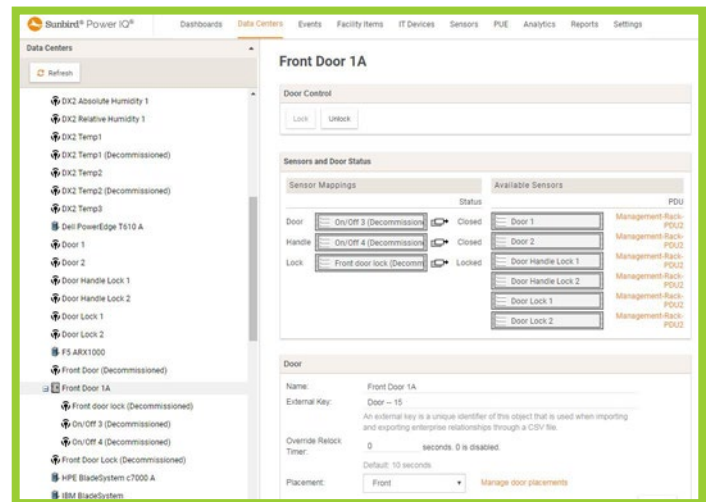 Sunbird® Power IQ® Dashboards Data Centers Events Facility Items IT Devices Sensors PUE Analytics Reports Settings
Data Centers
Refresh
DX2 Absolute Humidity 1
DX2 Relative Humidity 1
DX2 Temp1
DX2 Temp1 (Decommissioned)
DX2 Temp2
DX2 Temp2 (Decommissioned)
DX2 Temp3
Dell PowerEdge T610 A
Door 1
Door 2
Door Handle Lock 1
Door Handle Lock 2
Door Lock 1
Door Lock 2
F5 ARX1000
Front Door (Decommissioned)
Front Door 1A
Front door lock (Decommissioned)
On/Off 3 (Decommissioned)
On/Off 4 (Decommissioned)
Front Door Lock (Decommissioned)
HPE BladeSystem c7000 A
IBM BladeSystem
Front Door 1A
Door Control
Lock Unlock
Sensors and Door Status
Sensor Mappings
Status
Door On/Off 3 (Decommission Closed
Handle On/Off 4 (Decommission Closed
Lock Front door lock (Decomm Locked
Available Sensors
PDU
Door 1 Management-Rack-
PDU2
Door 2 Management-Rack-
PDU2
Door Handle Lock 1 Management-Rack-
PDU2
Door Handle Lock 2 Management-Rack-
PDU2
Door Lock 1 Management-Rack-
PDU2
Door Lock 2 Management-Rack-
PDU2
Door
Name: Front Door 1A
External Key: Door -- 15
An external key is a unique identifier of this object that is used when importing
and exporting enterprise relationships through a CSV file.
Override Relock
Timer: 0 seconds. 0 is disabled.
Default: 10 seconds
Placement: Front Manage door placements